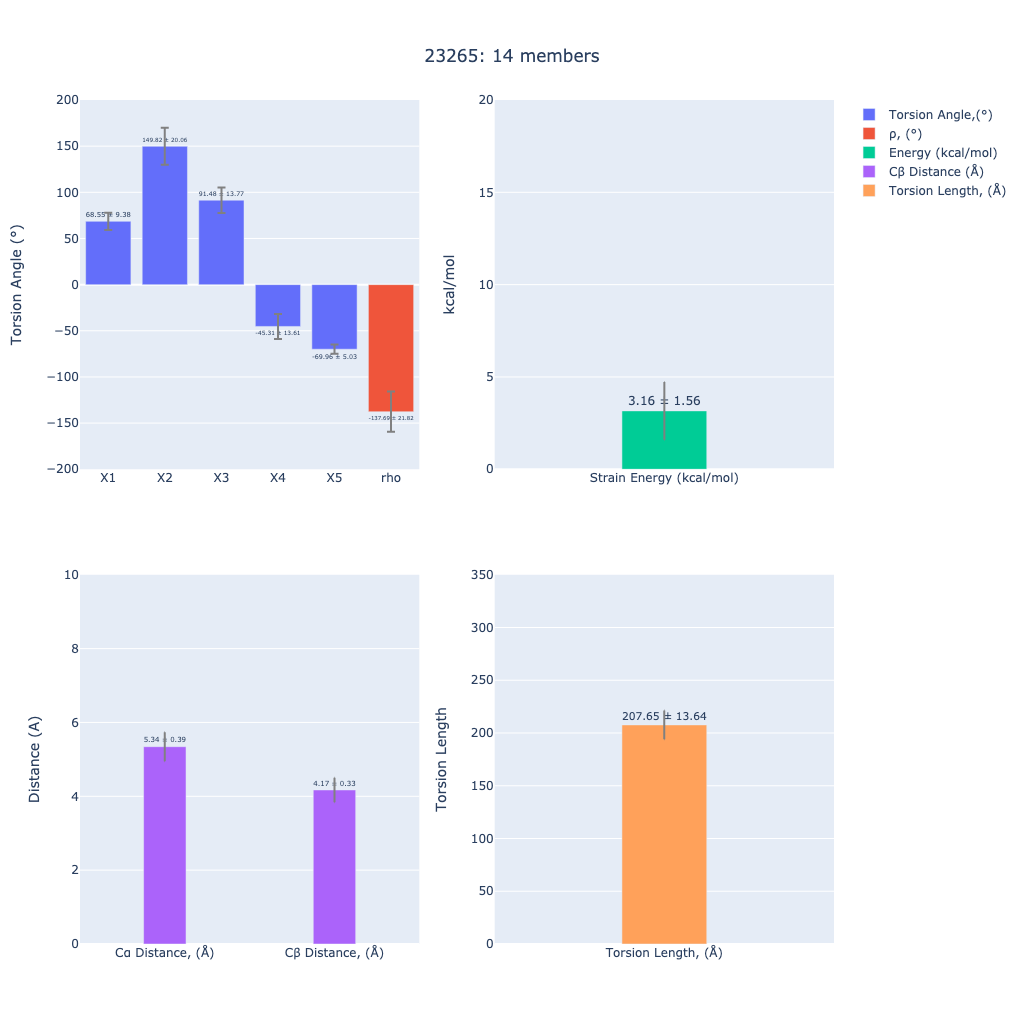 23265: 14 members
Torsion Angle (°)
200
150
100
50
0
−50
−100
−150
−200
68.55 ± 9.38
149.82 ± 20.06
91.48 ± 13.77
-45.31 ± 13.61
-69.96 ± 5.03
-137.69 ± 21.82
X1 X2 X3 X4 X5 rho
kcal/mol
20
15
10
5
0
3.16 ± 1.56
Strain Energy (kcal/mol)
Torsion Angle,(°)
ρ, (°)
Energy (kcal/mol)
Cβ Distance (Å)
Torsion Length, (Å)
Distance (A)
10
8
6
4
2
0
5.34 ± 0.39
4.17 ± 0.33
Cα Distance, (Å) Cβ Distance, (Å)
Torsion Length
350
300
250
200
150
100
50
0
207.65 ± 13.64
Torsion Length, (Å)